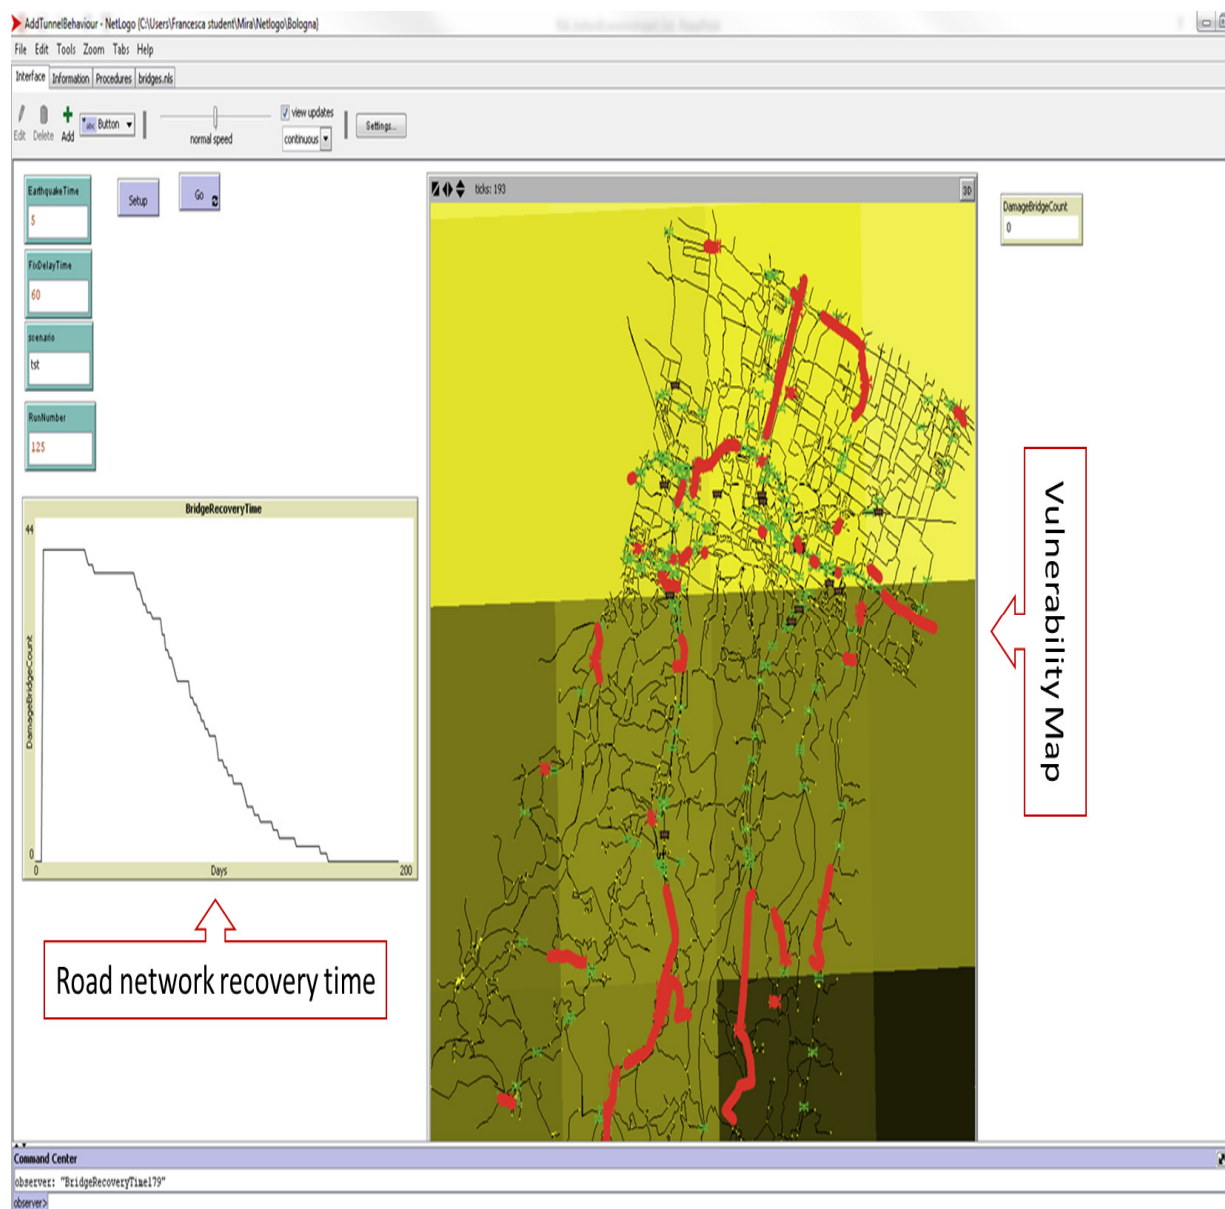 AddTunnelBehaviour - NetLogo {C:\Users\Francesca student\Mira\Netlogo\Bologna}
File Edit Tools Zoom Tabs Help
Interface Information Procedures bridges.nls
Edit Delete Add
abc Button
normal speed
view updates
continuous
Settings...
EarthquakeTime
5
Setup
Go
FixDelayTime
60
scenario
tst
RunNumber
125
BridgeRecoveryTime
44
DamageBridgeCount
0
0 Days 200
Road network recovery time
ticks: 193
3D
DamageBridgeCount
0
Vulnerability Map
Command Center
observer: "BridgeRecoveryTime179"
observer>